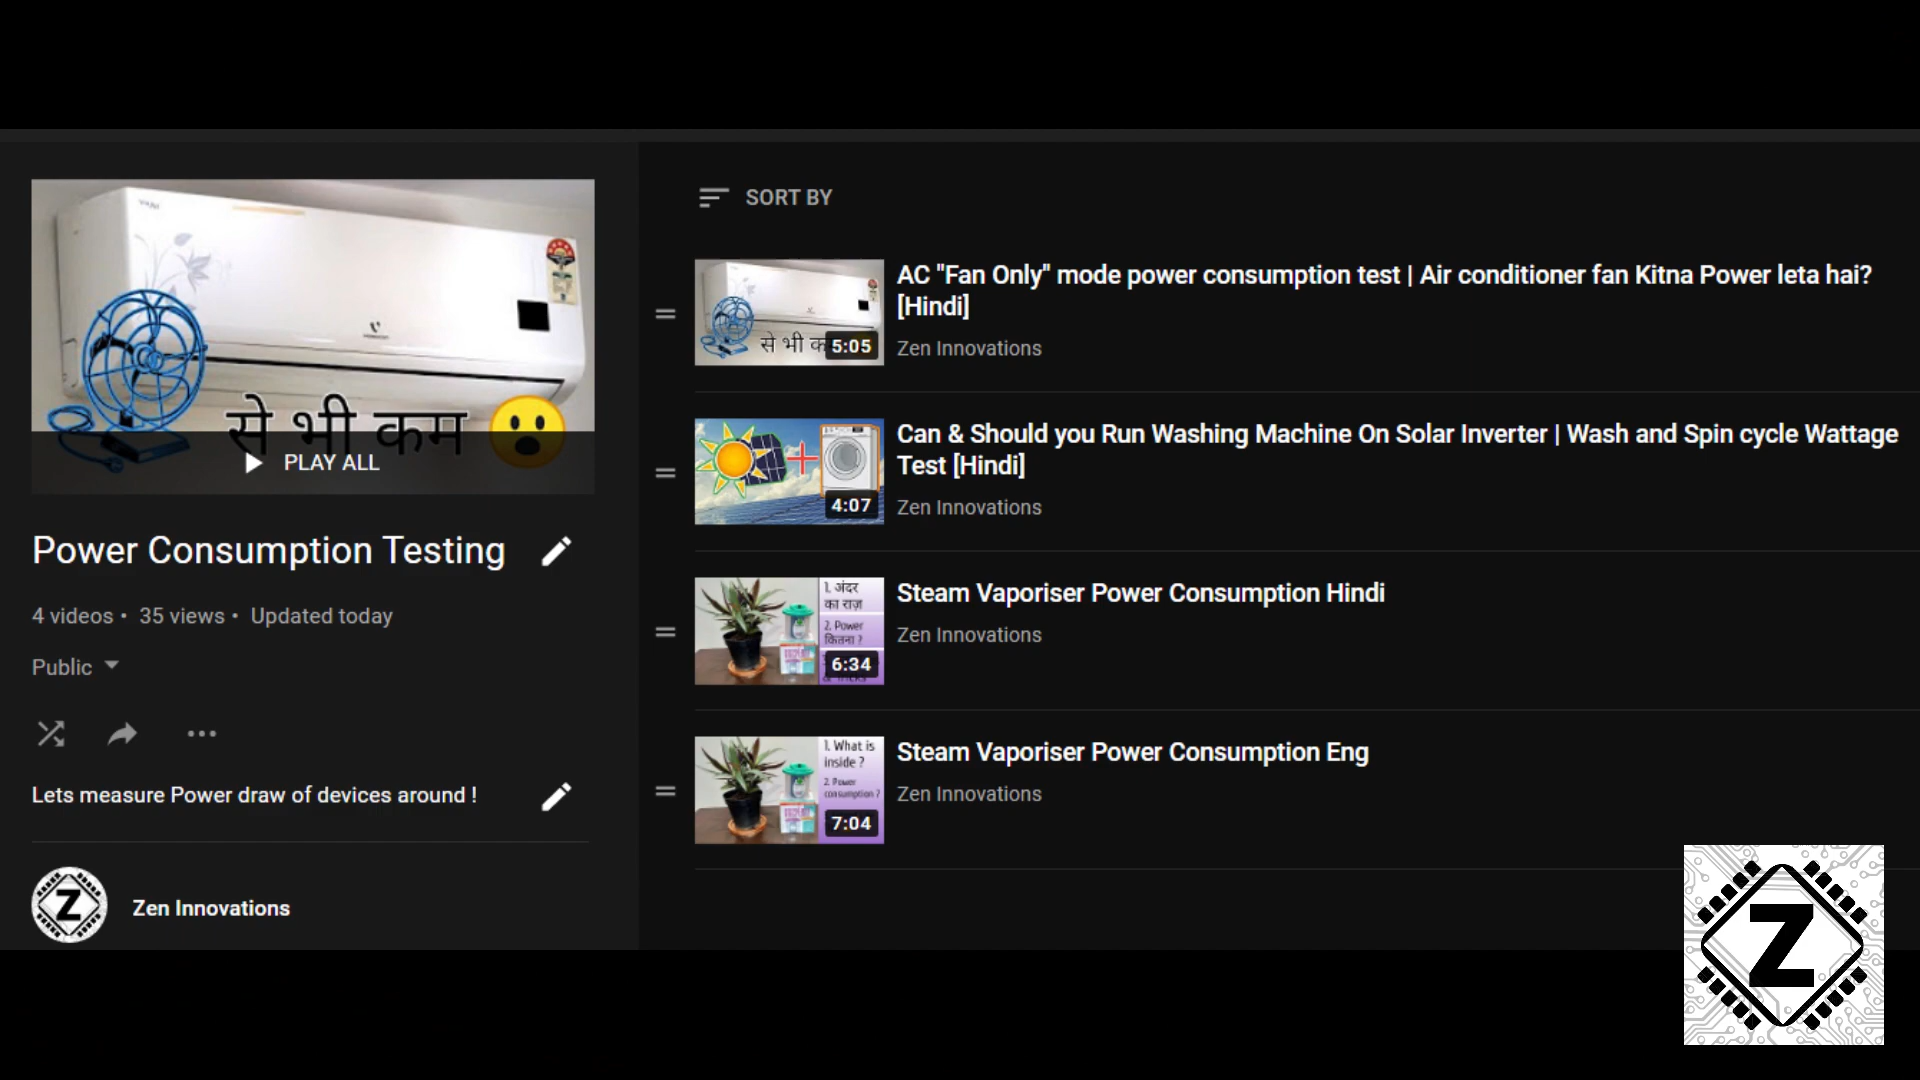 से भी कम
PLAY ALL
Power Consumption Testing
4 videos • 35 views • Updated today
Public
Lets measure Power draw of devices around !
Zen Innovations
SORT BY
AC "Fan Only" mode power consumption test | Air conditioner fan Kitna Power leta hai?
[Hindi]
Zen Innovations
से भी क
5:05
Can & Should you Run Washing Machine On Solar Inverter | Wash and Spin cycle Wattage
Test [Hindi]
Zen Innovations
4:07
Steam Vaporiser Power Consumption Hindi
Zen Innovations
1. अंदर
का राज़
2. Power
कितना ?
6:34
Steam Vaporiser Power Consumption Eng
Zen Innovations
1. What is
inside ?
2. Power
consumption ?
7:04
Z